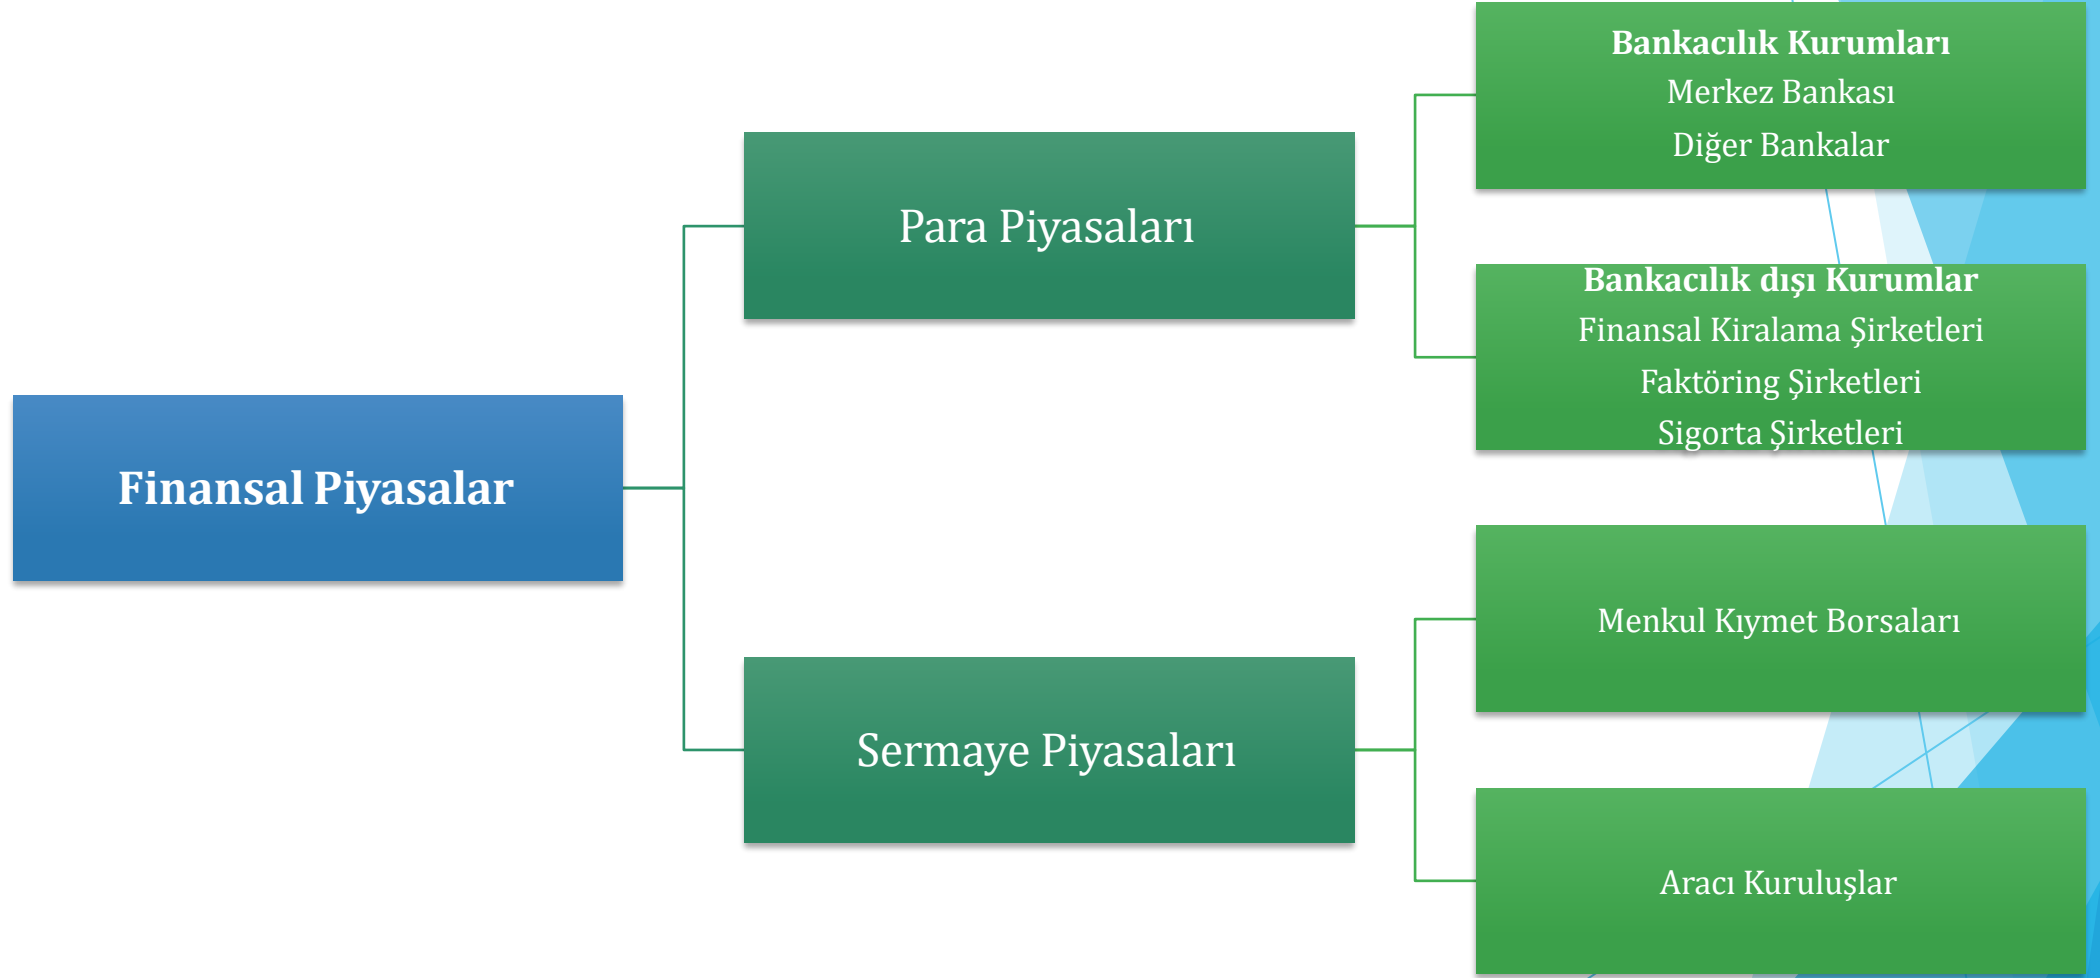 Finansal Piyasalar
Para Piyasaları
Bankacılık Kurumları
Merkez Bankası
Diğer Bankalar
Bankacılık dışı Kurumlar
Finansal Kiralama Şirketleri
Faktöring Şirketleri
Sigorta Şirketleri
Sermaye Piyasaları
Menkul Kıymet Borsaları
Aracı Kuruluşlar